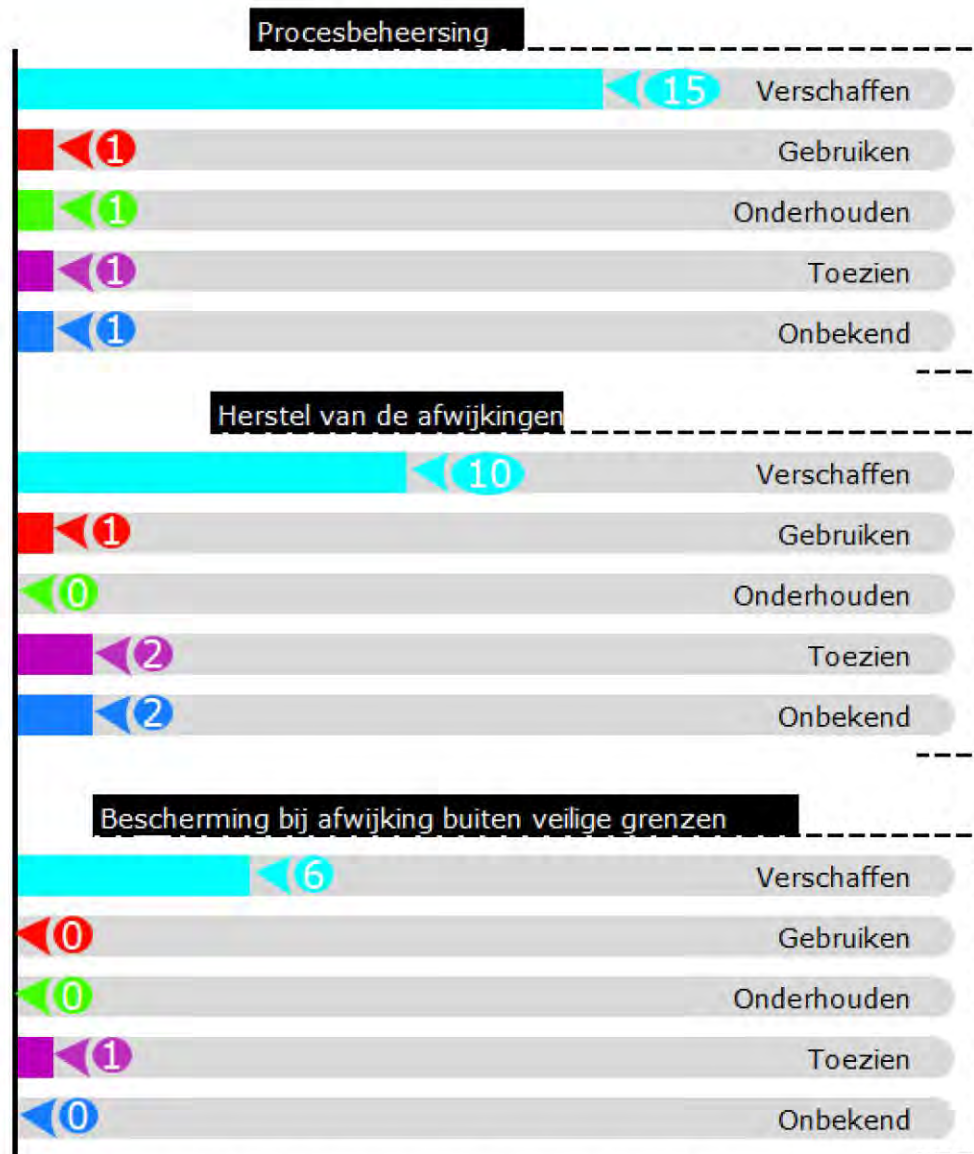 Procesbeheersing
15 Verschaffen
1 Gebruiken
1 Onderhouden
1 Toezien
1 Onbekend
Herstel van de afwijkingen
10 Verschaffen
1 Gebruiken
0 Onderhouden
2 Toezien
2 Onbekend
Bescherming bij afwijking buiten veilige grenzen
6 Verschaffen
0 Gebruiken
0 Onderhouden
1 Toezien
0 Onbekend